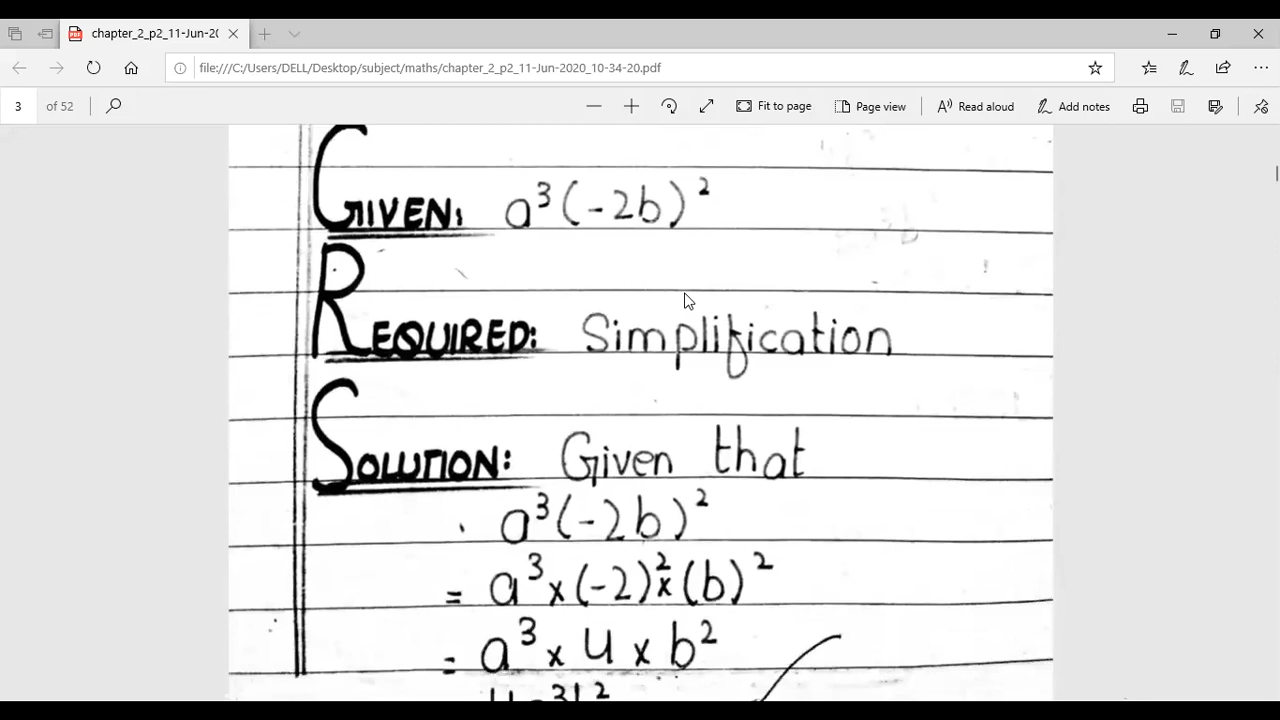 chapter_2_p2_11-Jun-20
file:///C:/Users/DELL/Desktop/subject/maths/chapter_2_p2_11-Jun-2020_10-34-20.pdf
3 of 52 Fit to page Page view Read aloud Add notes
GIVEN: a³(-2b)²
REQUIRED: Simplification
SOLUTION: Given that
a³(-2b)²
= a³×(-2)²×(b)²
= a³ × 4 × b²